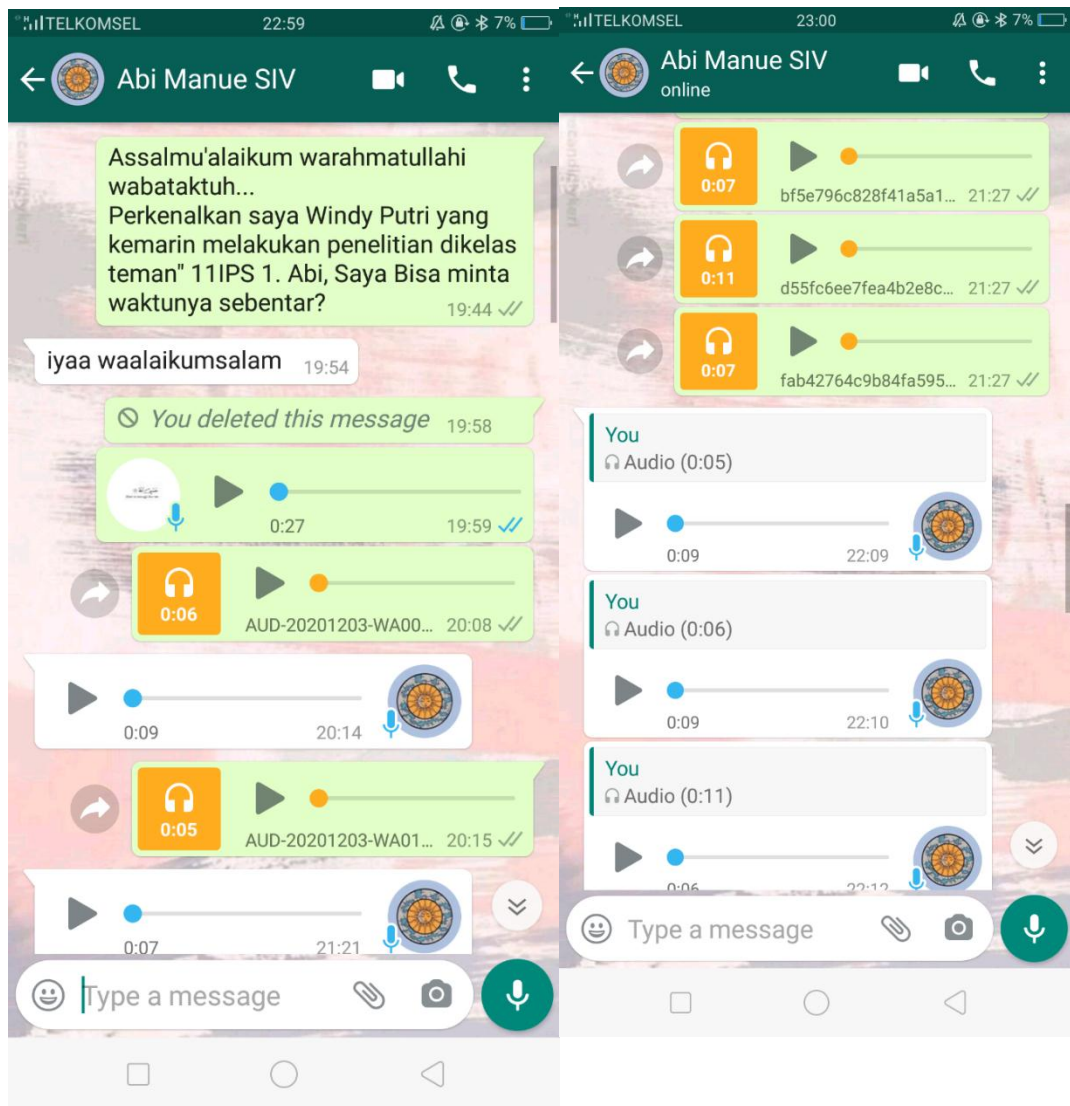 TELKOMSEL 22:59 7%
Abi Manue SIV
Assalmu'alaikum warahmatullahi
wabataktuh...
Perkenalkan saya Windy Putri yang
kemarin melakukan penelitian dikelas
teman" 11IPS 1. Abi, Saya Bisa minta
waktunya sebentar?
19:44
iyaa waalaikumsalam 19:54
You deleted this message 19:58
0:27 19:59
0:06
AUD-20201203-WA00... 20:08
0:09 20:14
0:05
AUD-20201203-WA01... 20:15
0:07 21:21
Type a message
TELKOMSEL 23:00 7%
Abi Manue SIV
online
0:07
bf5e796c828f41a5a1... 21:27
0:11
d55fc6ee7fea4b2e8c... 21:27
0:07
fab42764c9b84fa595... 21:27
You
Audio (0:05)
0:09 22:09
You
Audio (0:06)
0:09 22:10
You
Audio (0:11)
0:06 22:12
Type a message